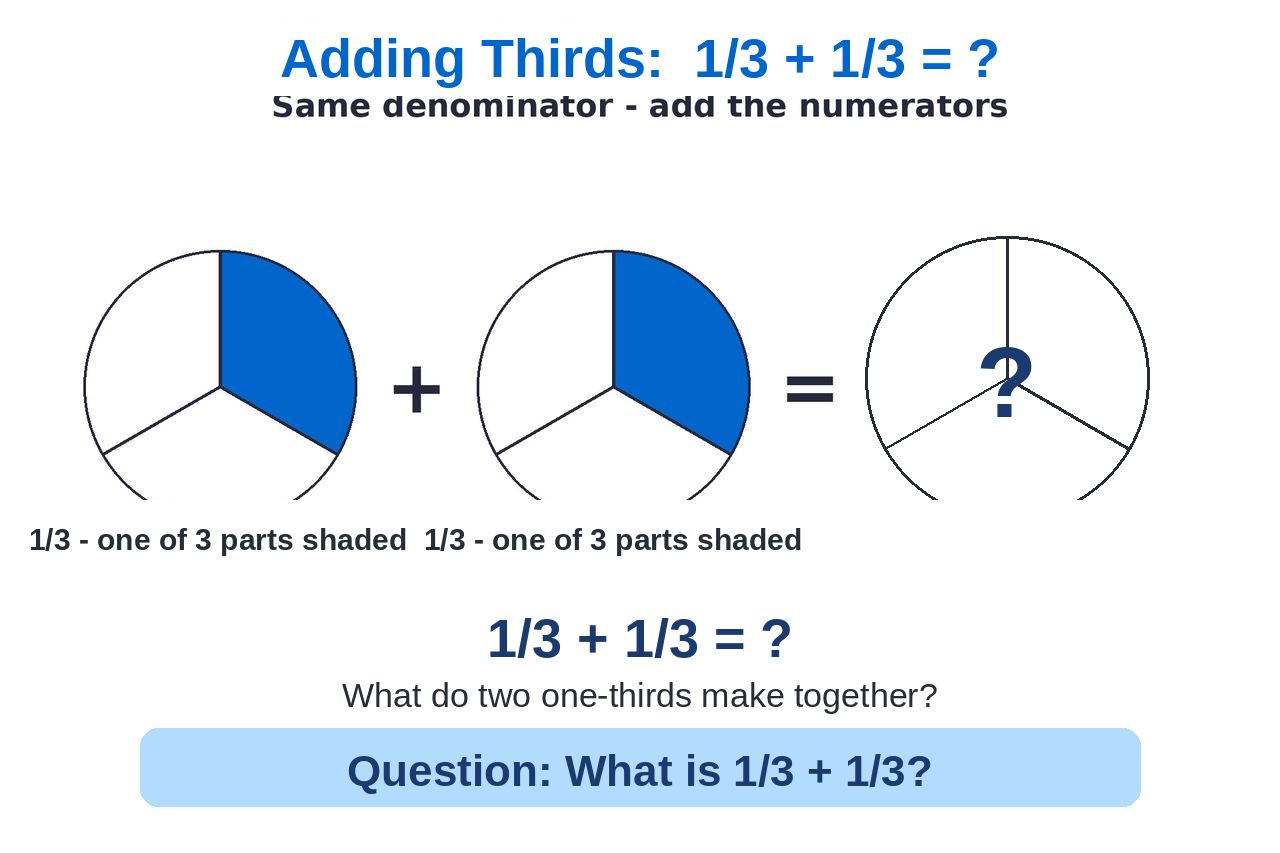 Adding Thirds: 1/3 + 1/3 = ?
Same denominator - add the numerators
+ = ?
1/3 - one of 3 parts shaded 1/3 - one of 3 parts shaded
1/3 + 1/3 = ?
What do two one-thirds make together?
Question: What is 1/3 + 1/3?